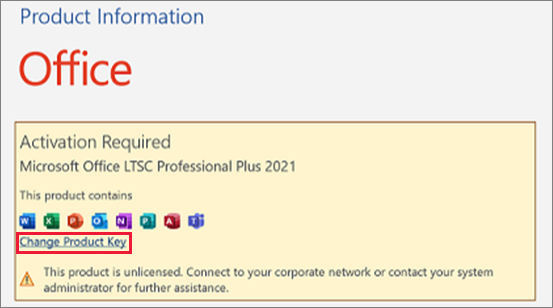 Product Information
Office
Activation Required
Microsoft Office LTSC Professional Plus 2021
This product contains
W X P O N P A T
Change Product Key
This product is unlicensed. Connect to your corporate network or contact your system
administrator for further assistance.